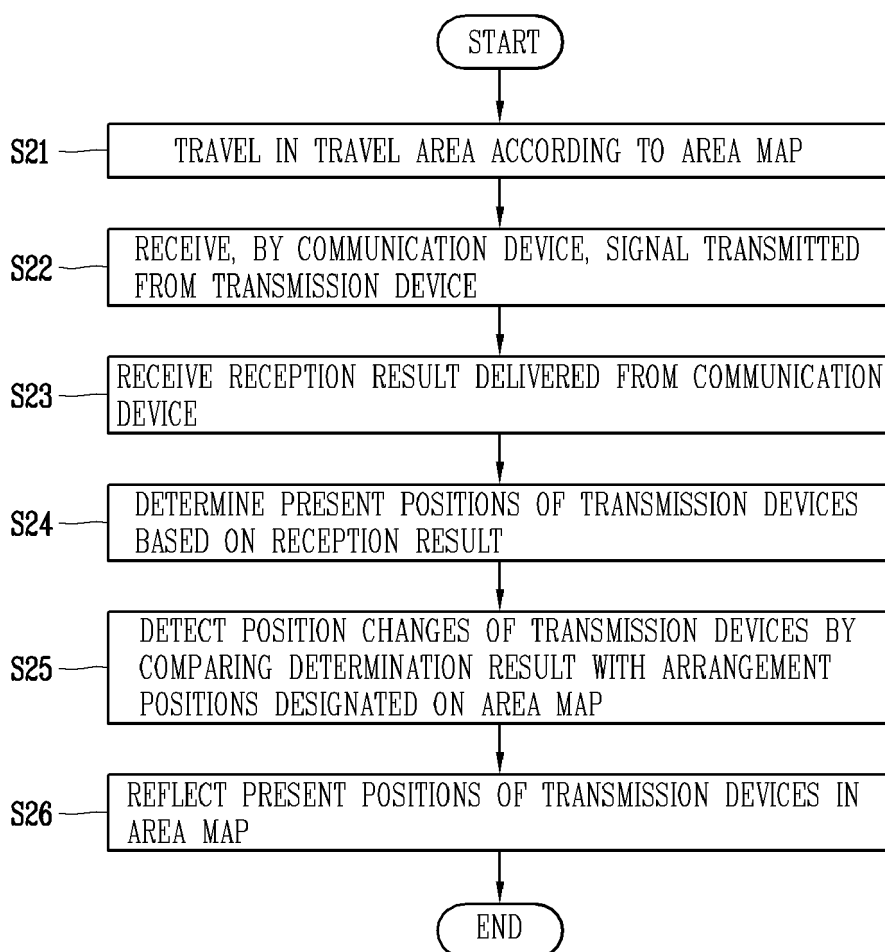 START
S21
TRAVEL IN TRAVEL AREA ACCORDING TO AREA MAP
S22
RECEIVE, BY COMMUNICATION DEVICE, SIGNAL TRANSMITTED
FROM TRANSMISSION DEVICE
S23
RECEIVE RECEPTION RESULT DELIVERED FROM COMMUNICATION
DEVICE
S24
DETERMINE PRESENT POSITIONS OF TRANSMISSION DEVICES
BASED ON RECEPTION RESULT
S25
DETECT POSITION CHANGES OF TRANSMISSION DEVICES BY
COMPARING DETERMINATION RESULT WITH ARRANGEMENT
POSITIONS DESIGNATED ON AREA MAP
S26
REFLECT PRESENT POSITIONS OF TRANSMISSION DEVICES IN
AREA MAP
END